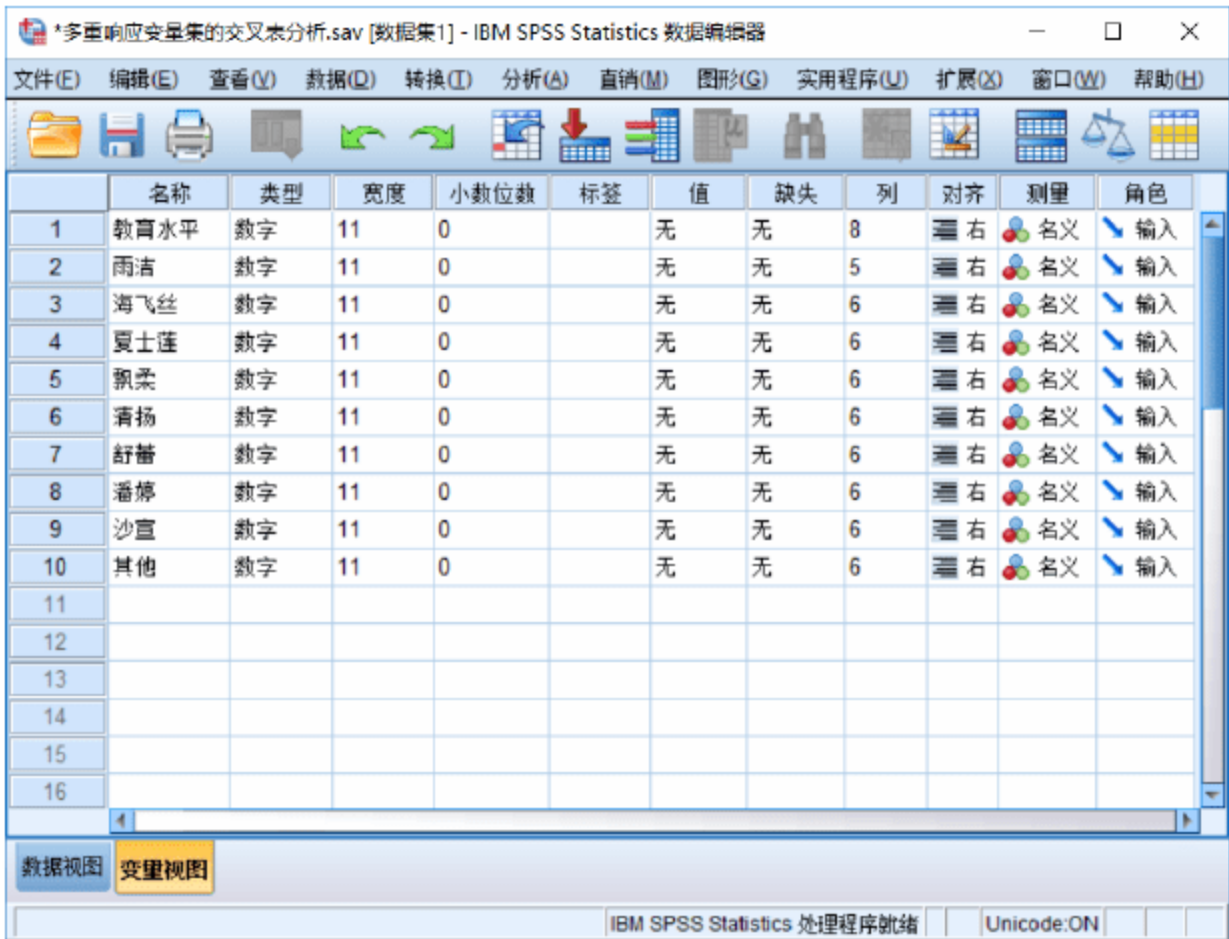 *多重响应变量集的交叉表分析.sav [数据集1] - IBM SPSS Statistics 数据编辑器
文件(F) 编辑(E) 查看(V) 数据(D) 转换(T) 分析(A) 直销(M) 图形(G) 实用程序(U) 扩展(X) 窗口(W) 帮助(H)
名称 类型 宽度 小数位数 标签 值 缺失 列 对齐 测量 角色
1 教育水平 数字 11 0 无 无 8 右 名义 输入
2 雨洁 数字 11 0 无 无 5 右 名义 输入
3 海飞丝 数字 11 0 无 无 6 右 名义 输入
4 夏士莲 数字 11 0 无 无 6 右 名义 输入
5 飘柔 数字 11 0 无 无 6 右 名义 输入
6 清扬 数字 11 0 无 无 6 右 名义 输入
7 舒蕾 数字 11 0 无 无 6 右 名义 输入
8 潘婷 数字 11 0 无 无 6 右 名义 输入
9 沙宣 数字 11 0 无 无 6 右 名义 输入
10 其他 数字 11 0 无 无 6 右 名义 输入
11
12
13
14
15
16
数据视图 变量视图
IBM SPSS Statistics 处理程序就绪 Unicode:ON